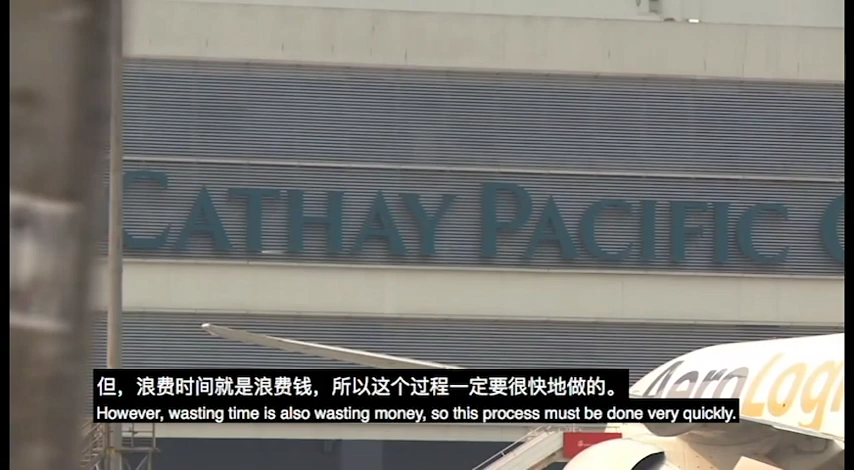 CATHAY PACIFIC C
AeroLogi
但，浪费时间就是浪费钱，所以这个过程一定要很快地做的。
However, wasting time is also wasting money, so this process must be done very quickly.